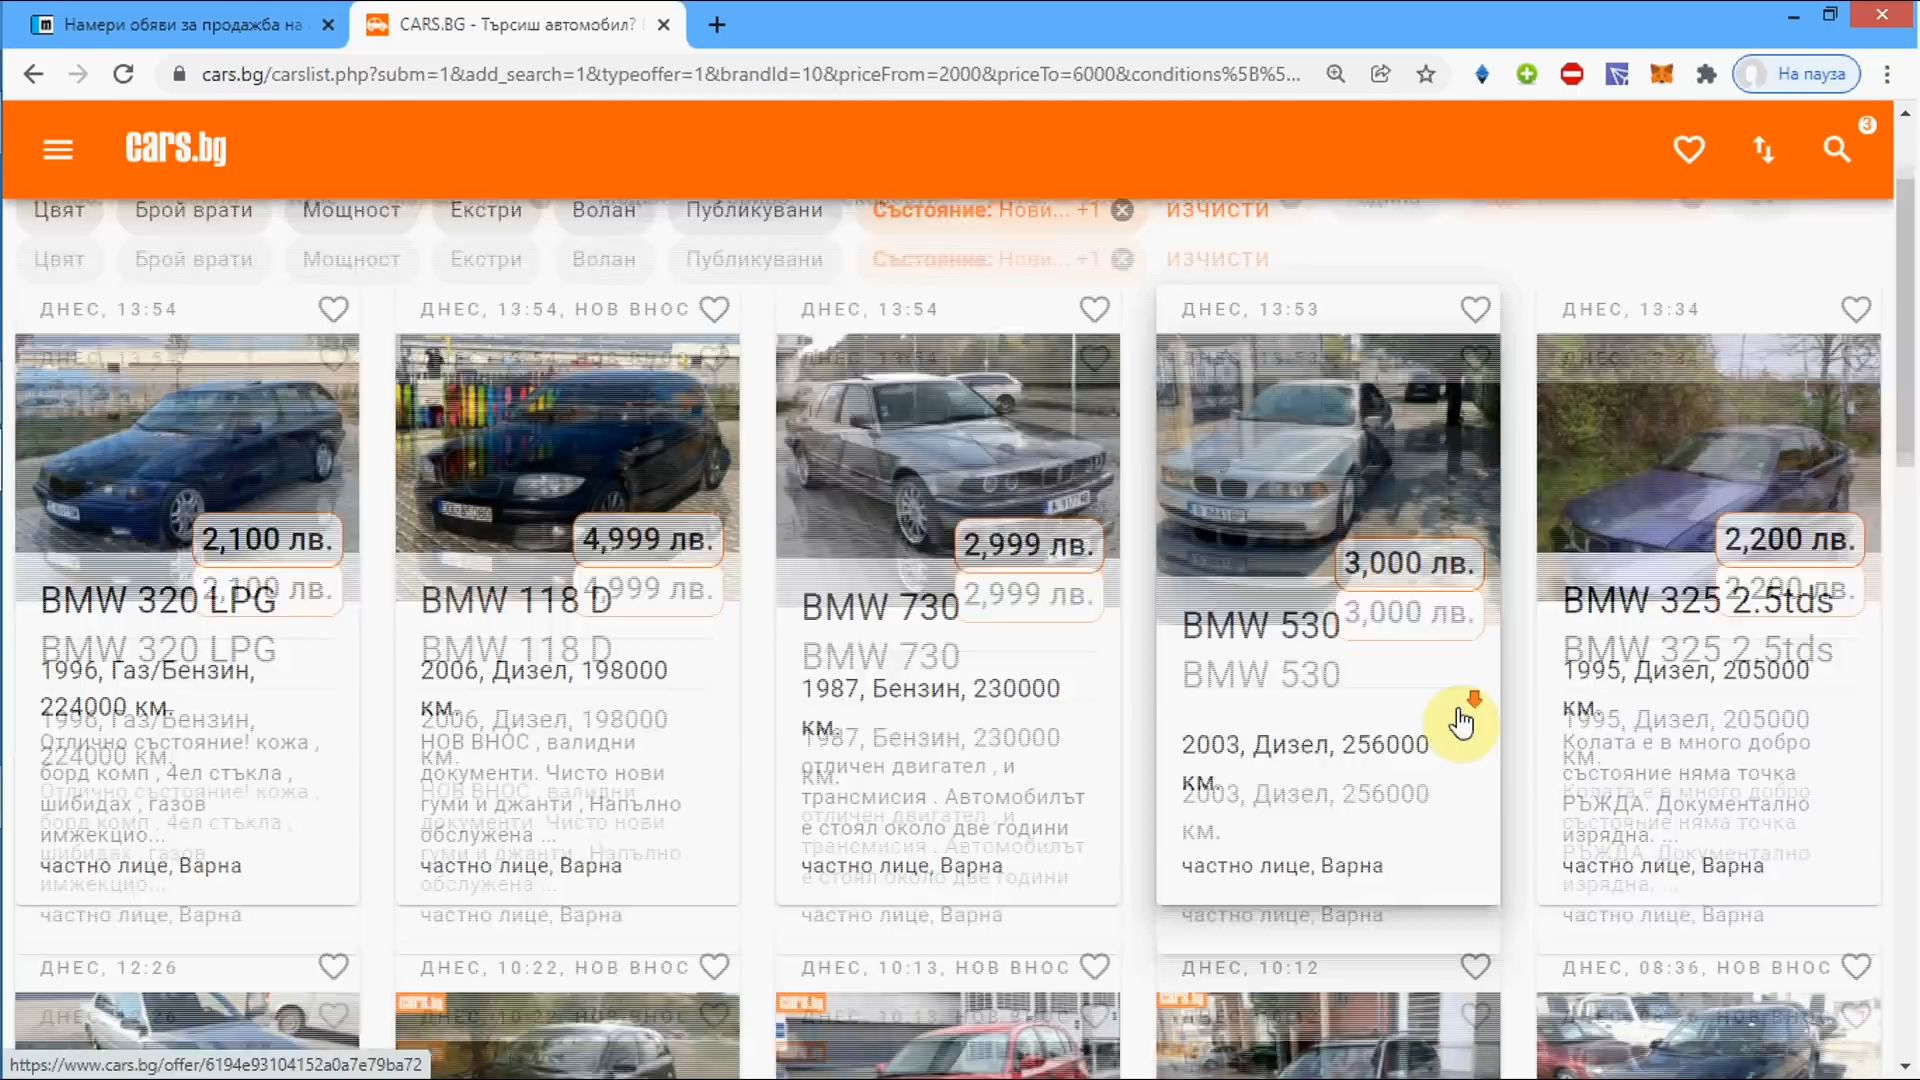 Намери обяви за продажба на
CARS.BG - Търсиш автомобил?
cars.bg/carslist.php?subm=1&add_search=1&typeoffer=1&brandId=10&priceFrom=2000&priceTo=6000&conditions%5B%5...
На пауза
cars.bg
3
Цвят
Брой врати
Мощност
Екстри
Волан
Публикувани
Състояние: Нови... +1
ИЗЧИСТИ
ДНЕС, 13:54
2,100 лв.
BMW 320 LPG
1996, Газ/Бензин,
224000 км.
Отлично състояние! кожа ,
борд комп , 4ел стъкла ,
шибидах , газов
имжекцио...
частно лице, Варна
ДНЕС, 13:54, НОВ ВНОС
4,999 лв.
BMW 118 D
2006, Дизел, 198000
км.
НОВ ВНОС , валидни
документи. Чисто нови
гуми и джанти , Напълно
обслужена ...
частно лице, Варна
ДНЕС, 13:54
2,999 лв.
BMW 730
1987, Бензин, 230000
км.
отличен двигател , и
трансмисия . Автомобилът
е стоял около две години
частно лице, Варна
ДНЕС, 13:53
3,000 лв.
BMW 530
2003, Дизел, 256000
км.
частно лице, Варна
ДНЕС, 13:34
2,200 лв.
BMW 325 2.5tds
1995, Дизел, 205000
км.
Колата е в много добро
състояние няма точка
РЪЖДА. Документално
изрядна. ...
частно лице, Варна
ДНЕС, 12:26
ДНЕС, 10:22, НОВ ВНОС
cars.bg
ДНЕС, 10:13, НОВ ВНОС
cars.bg
ДНЕС, 10:12
cars.bg
ДНЕС, 08:36, НОВ ВНОС
https://www.cars.bg/offer/6194e93104152a0a7e79ba72